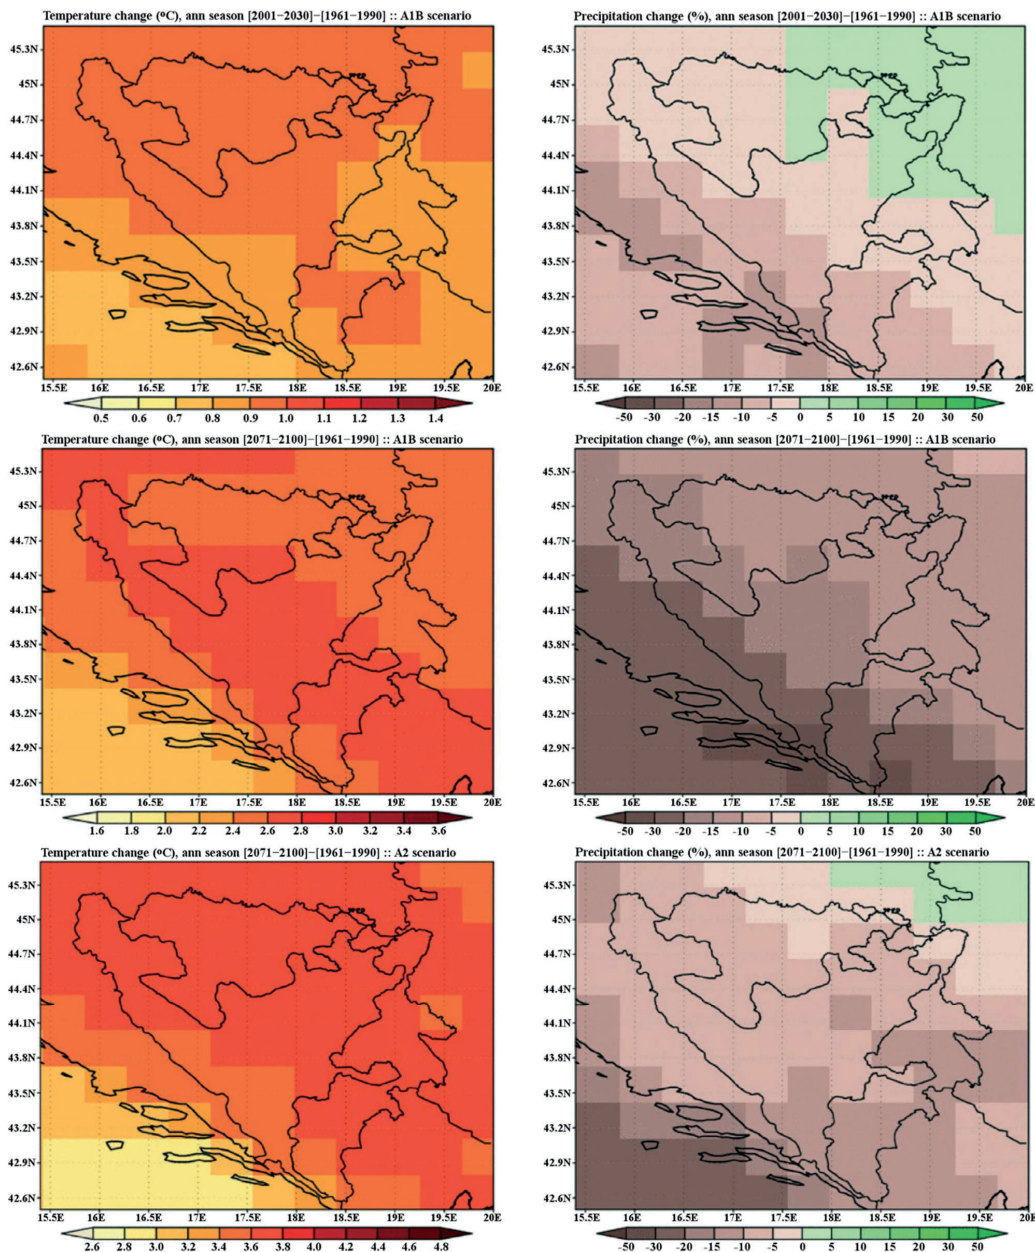 Temperature change (ºC), ann season [2001−2030]−[1961−1990] :: A1B scenario
45.3N
45N
44.7N
44.4N
44.1N
43.8N
43.5N
43.2N
42.9N
42.6N
15.5E 16E 16.5E 17E 17.5E 18E 18.5E 19E 19.5E 20E
0.5 0.6 0.7 0.8 0.9 1.0 1.1 1.2 1.3 1.4
Precipitation change (%), ann season [2001−2030]−[1961−1990] :: A1B scenario
45.3N
45N
44.7N
44.4N
44.1N
43.8N
43.5N
43.2N
42.9N
42.6N
15.5E 16E 16.5E 17E 17.5E 18E 18.5E 19E 19.5E 20E
-50 -30 -20 -15 -10 -5 0 5 10 15 20 30 50
Temperature change (ºC), ann season [2071−2100]−[1961−1990] :: A1B scenario
45.3N
45N
44.7N
44.4N
44.1N
43.8N
43.5N
43.2N
42.9N
42.6N
15.5E 16E 16.5E 17E 17.5E 18E 18.5E 19E 19.5E 20E
1.6 1.8 2.0 2.2 2.4 2.6 2.8 3.0 3.2 3.4 3.6
Precipitation change (%), ann season [2071−2100]−[1961−1990] :: A1B scenario
45.3N
45N
44.7N
44.4N
44.1N
43.8N
43.5N
43.2N
42.9N
42.6N
15.5E 16E 16.5E 17E 17.5E 18E 18.5E 19E 19.5E 20E
-50 -30 -20 -15 -10 -5 0 5 10 15 20 30 50
Temperature change (ºC), ann season [2071−2100]−[1961−1990] :: A2 scenario
45.3N
45N
44.7N
44.4N
44.1N
43.8N
43.5N
43.2N
42.9N
42.6N
15.5E 16E 16.5E 17E 17.5E 18E 18.5E 19E 19.5E 20E
2.6 2.8 3.0 3.2 3.4 3.6 3.8 4.0 4.2 4.4 4.6 4.8
Precipitation change (%), ann season [2071−2100]−[1961−1990] :: A2 scenario
45.3N
45N
44.7N
44.4N
44.1N
43.8N
43.5N
43.2N
42.9N
42.6N
15.5E 16E 16.5E 17E 17.5E 18E 18.5E 19E 19.5E 20E
-50 -30 -20 -15 -10 -5 0 5 10 15 20 30 50